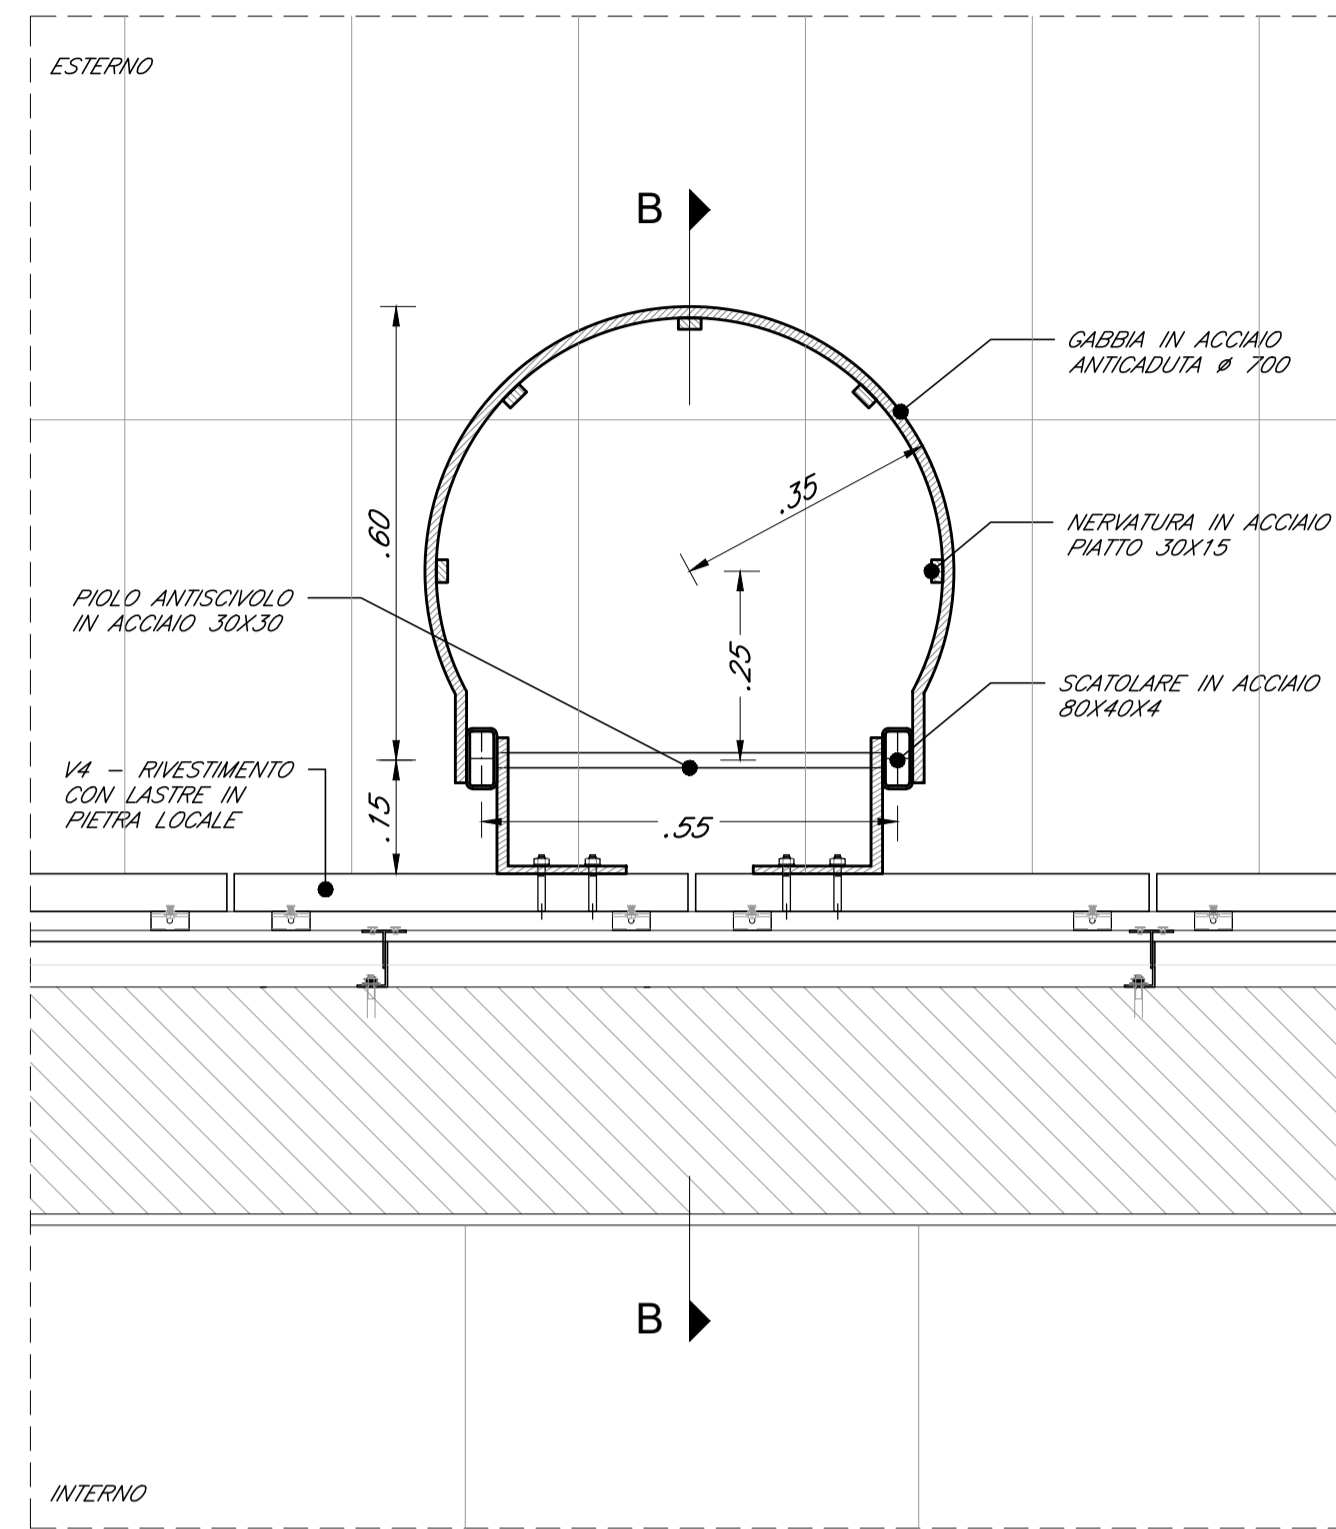 ESTERNO
B
GABBIA IN ACCIAIO
ANTICADUTA ø 700
.35
.60
NERVATURA IN ACCIAIO
PIATTO 30X15
PIOLO ANTISCIVOLO
IN ACCIAIO 30X30
.25
SCATOLARE IN ACCIAIO
80X40X4
V4 - RIVESTIMENTO
CON LASTRE IN
PIETRA LOCALE
.15
.55
B
INTERNO